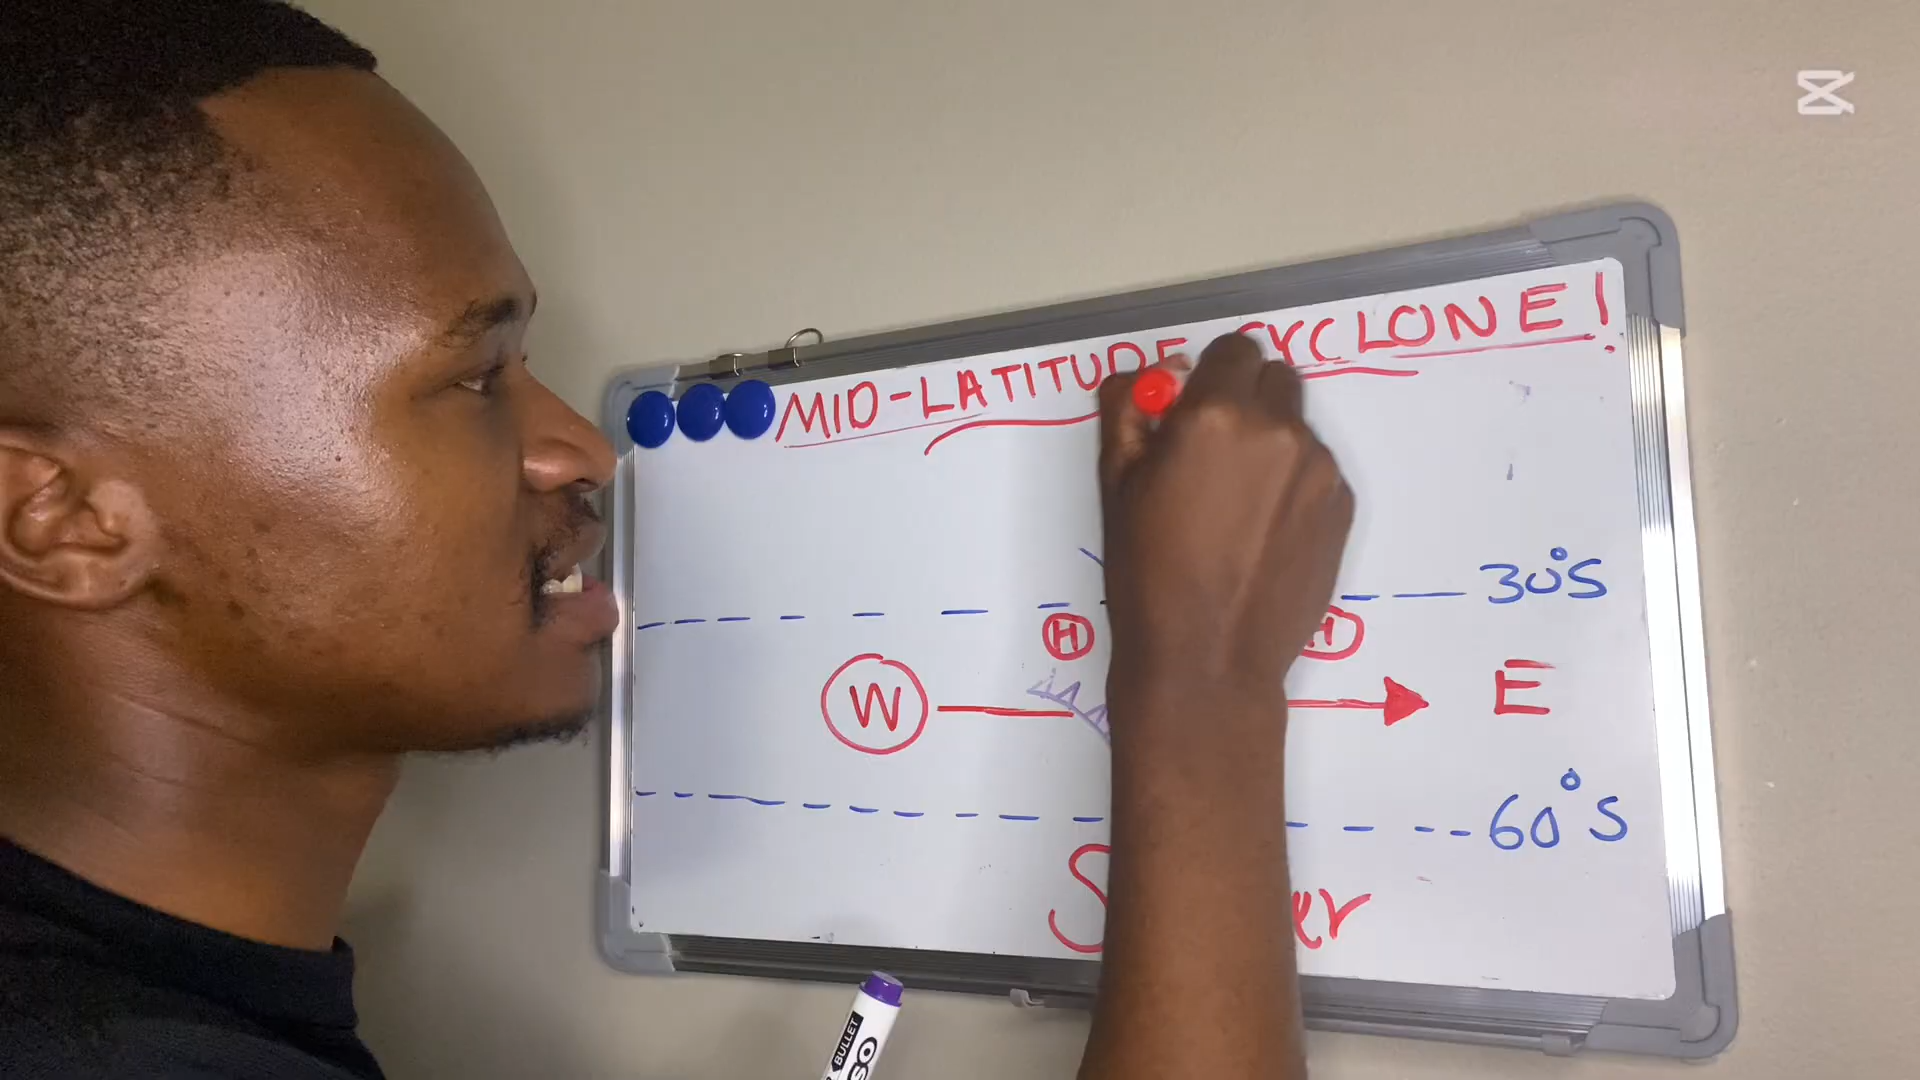 MID-LATITUDE CYCLONE!
30°S
H H
W E
60°S
BULLET